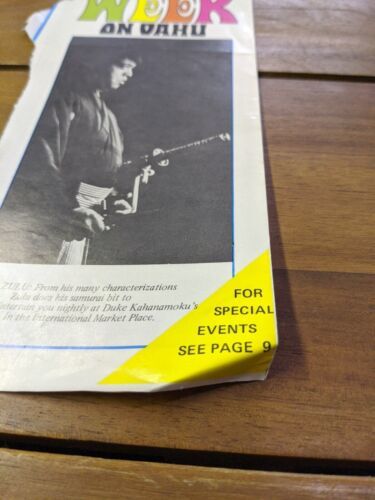 WEEK
ON OAHU
ZULU: From his many characterizations
Zulu does his samurai bit to
entertain you nightly at Duke Kahanamoku's
in the International Market Place.
FOR
SPECIAL
EVENTS
SEE PAGE 9